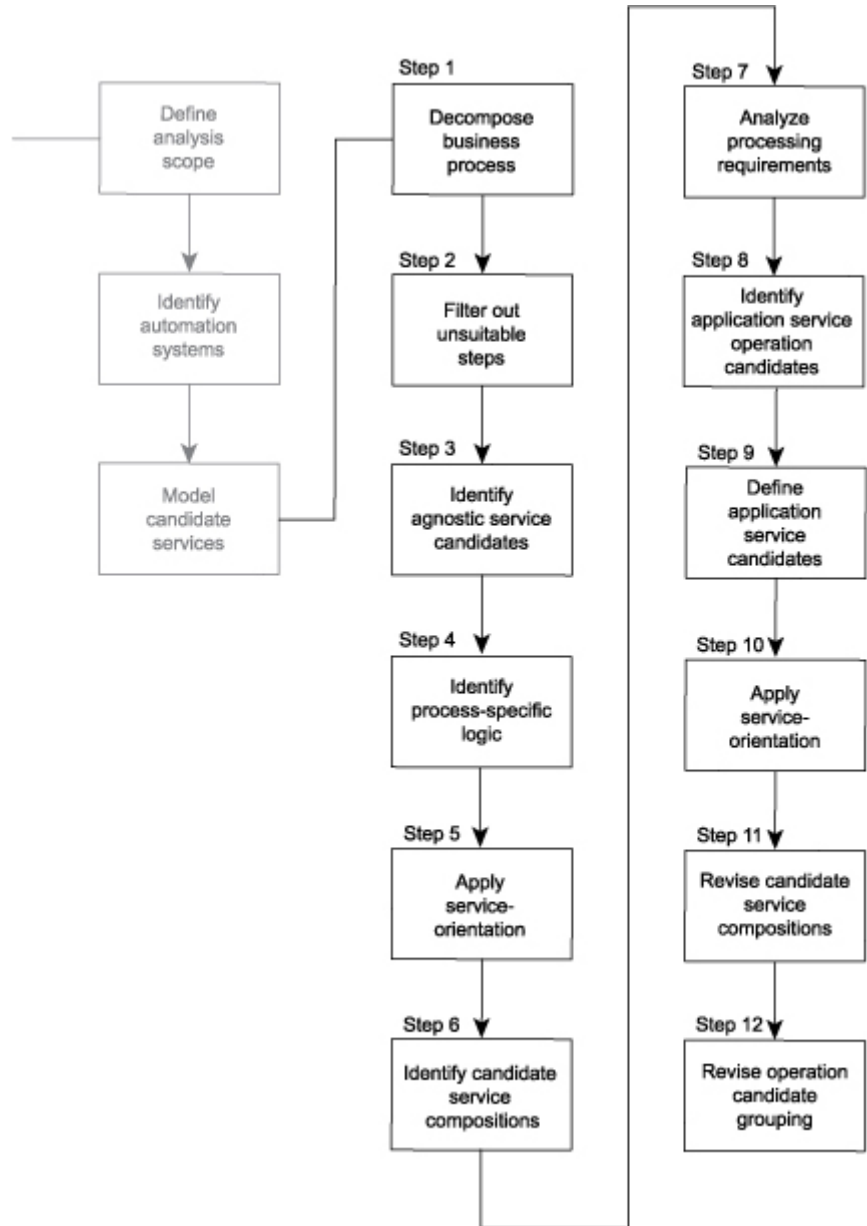 Define
analysis
scope
Identify
automation
systems
Model
candidate
services
Step 1
Decompose
business
process
Step 2
Filter out
unsuitable
steps
Step 3
Identify
agnostic service
candidates
Step 4
Identify
process-specific
logic
Step 5
Apply
service-
orientation
Step 6
Identify candidate
service
compositions
Step 7
Analyze
processing
requirements
Step 8
Identify
application service
operation
candidates
Step 9
Define
application
service
candidates
Step 10
Apply
service-
orientation
Step 11
Revise candidate
service
compositions
Step 12
Revise operation
candidate
grouping